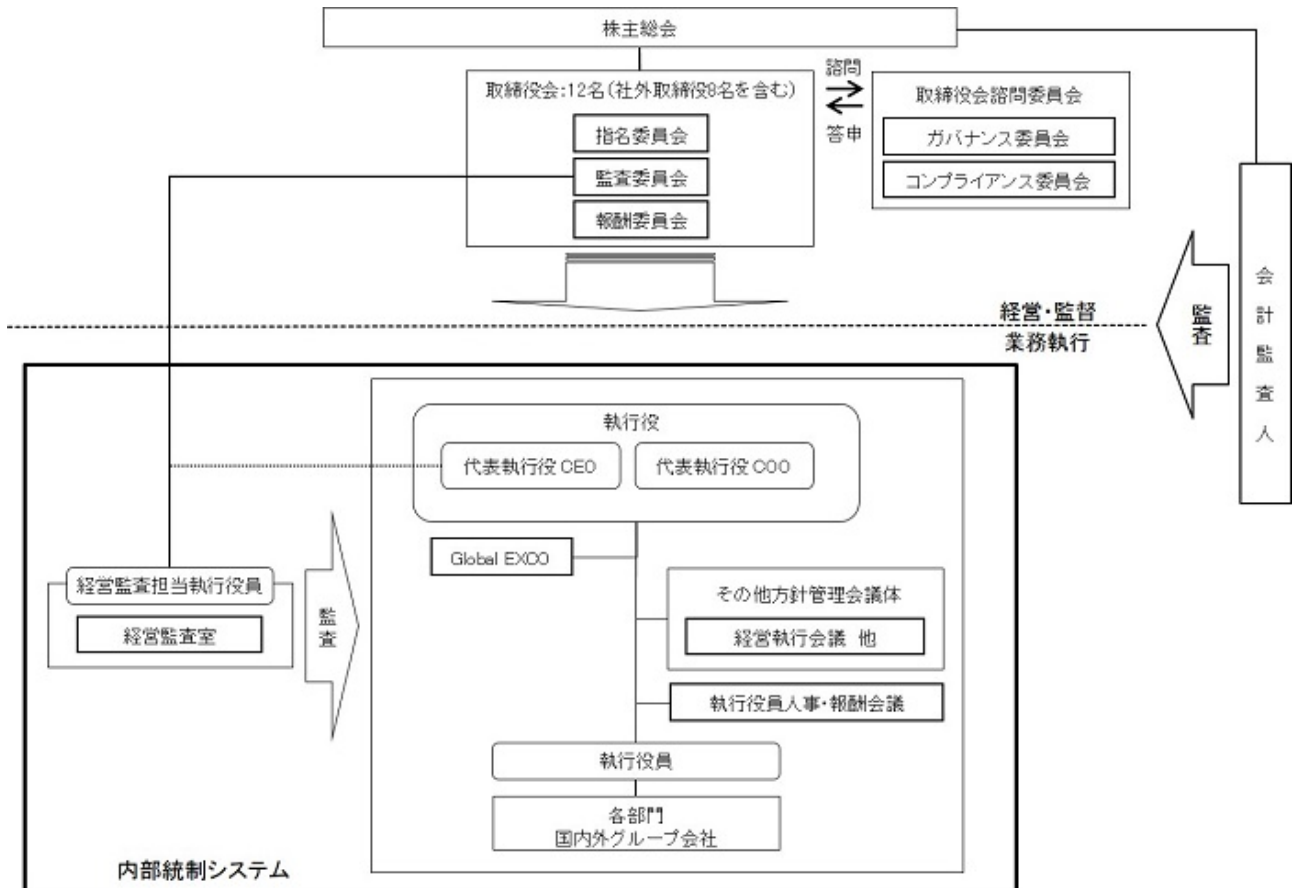 株主総会
取締役会:12名(社外取締役8名を含む)
指名委員会
監査委員会
報酬委員会
諮問
答申
取締役会諮問委員会
ガバナンス委員会
コンプライアンス委員会
会計監査人
監査
経営・監督
業務執行
執行役
代表執行役 CEO
代表執行役 COO
Global EXCO
経営監査担当執行役員
経営監査室
監査
その他方針管理会議体
経営執行会議 他
執行役員人事・報酬会議
執行役員
各部門
国内外グループ会社
内部統制システム